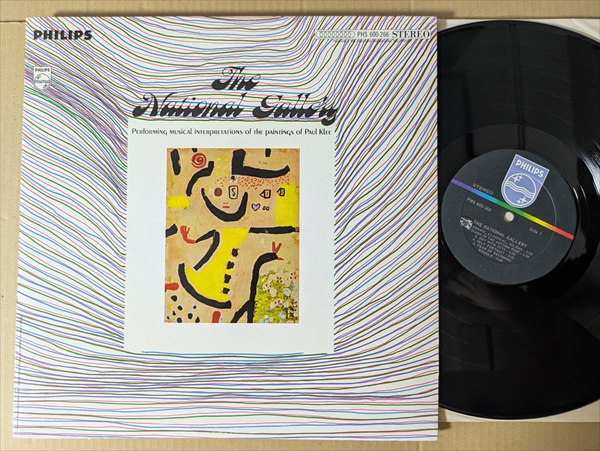 PHILIPS
PHS 600-266 STEREO
PHILIPS
The
National Gallery
Performing musical interpretations of the paintings of Paul Klee
PHILIPS
STEREO
PHS 600-266
Side 1
THE NATIONAL GALLERY